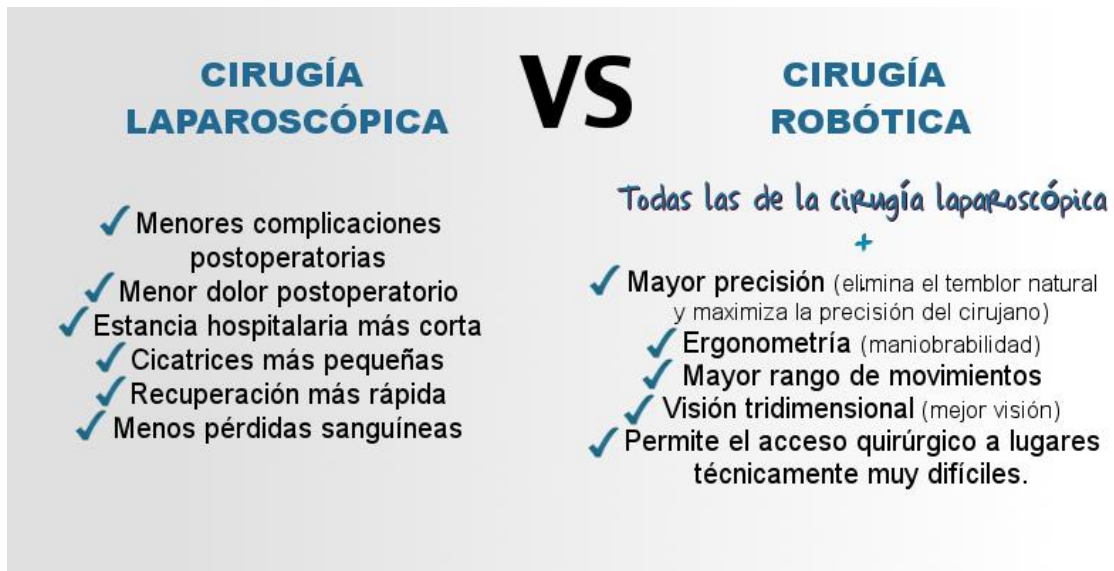 CIRUGÍA
LAPAROSCÓPICA
VS
CIRUGÍA
ROBÓTICA
✓ Menores complicaciones
postoperatorias
✓ Menor dolor postoperatorio
✓ Estancia hospitalaria más corta
✓ Cicatrices más pequeñas
✓ Recuperación más rápida
✓ Menos pérdidas sanguíneas
Todas las de la cirugía laparoscópica
+
✓ Mayor precisión (elimina el temblor natural
y maximiza la precisión del cirujano)
✓ Ergonometría (maniobrabilidad)
✓ Mayor rango de movimientos
✓ Visión tridimensional (mejor visión)
✓ Permite el acceso quirúrgico a lugares
técnicamente muy difíciles.